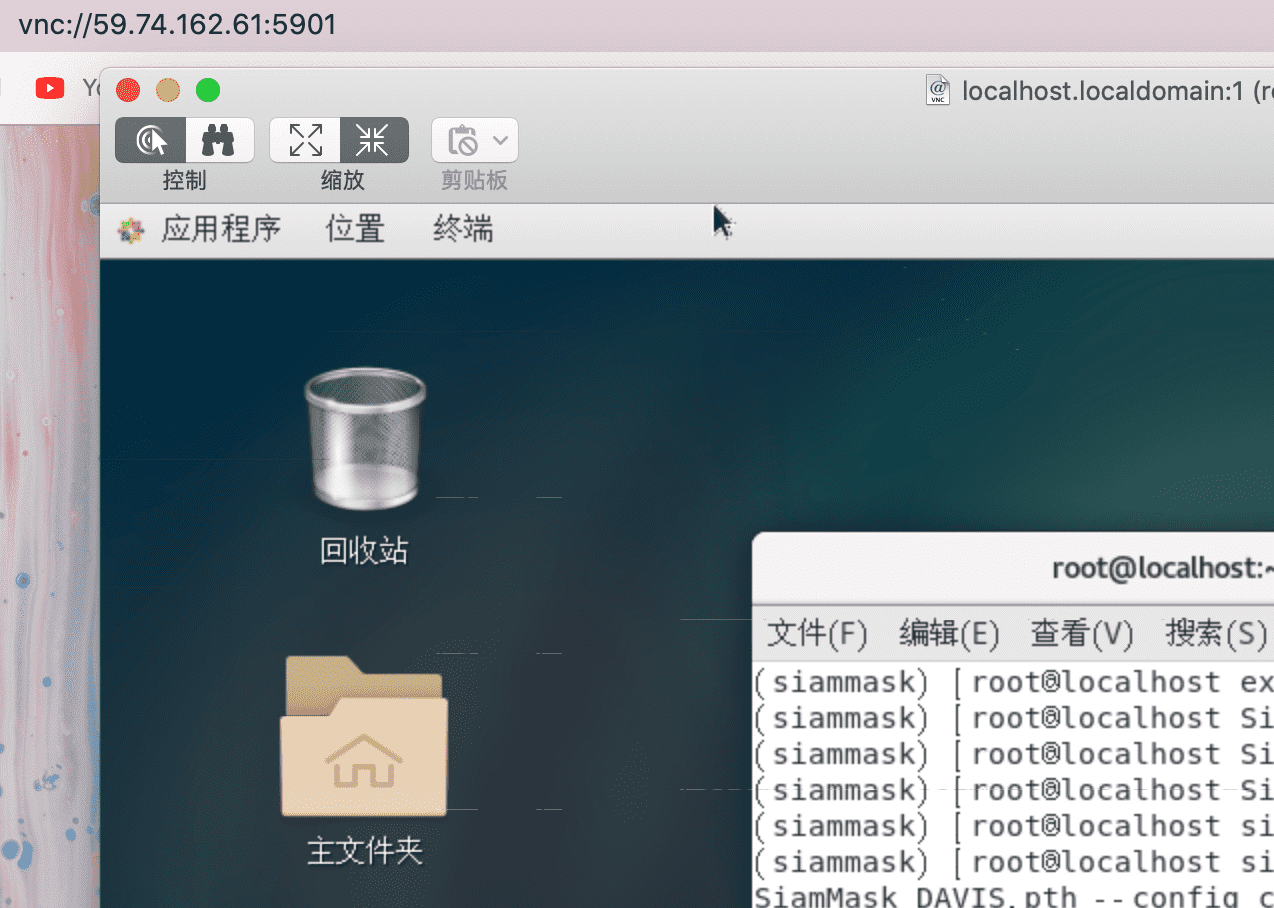 vnc://59.74.162.61:5901
localhost.localdomain:1
控制
缩放
剪贴板
应用程序 位置 终端
回收站
root@localhost:~
文件(F) 编辑(E) 查看(V) 搜索(S)
(siammask) [root@localhost ex
(siammask) [root@localhost Si
(siammask) [root@localhost Si
(siammask) [root@localhost Si
(siammask) [root@localhost si
(siammask) [root@localhost si
SiamMask_DAVIS.pth --config c
主文件夹